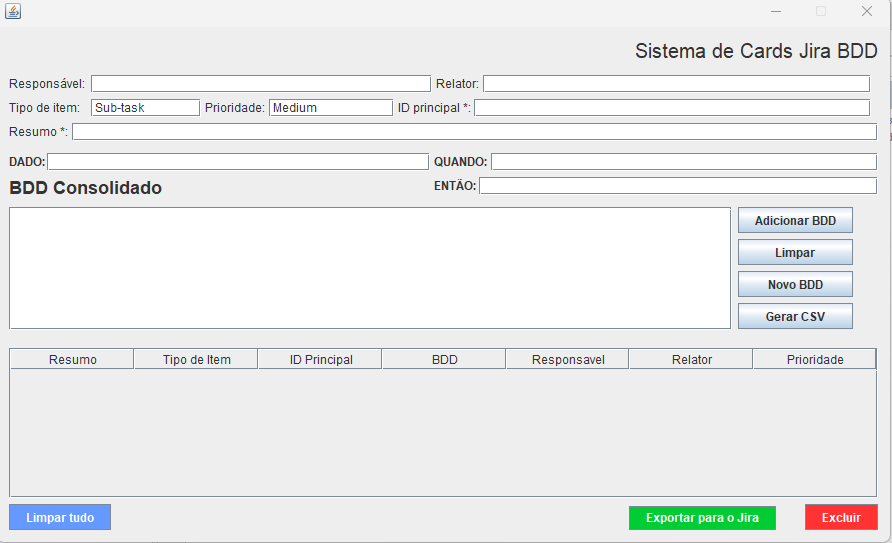 Sistema de Cards Jira BDD
Responsável: Relator:
Tipo de item: Sub-task Prioridade: Medium ID principal *:
Resumo *:
DADO: QUANDO:
BDD Consolidado ENTÃO:
Adicionar BDD
Limpar
Novo BDD
Gerar CSV
Resumo Tipo de Item ID Principal BDD Responsavel Relator Prioridade
Limpar tudo Exportar para o Jira Excluir